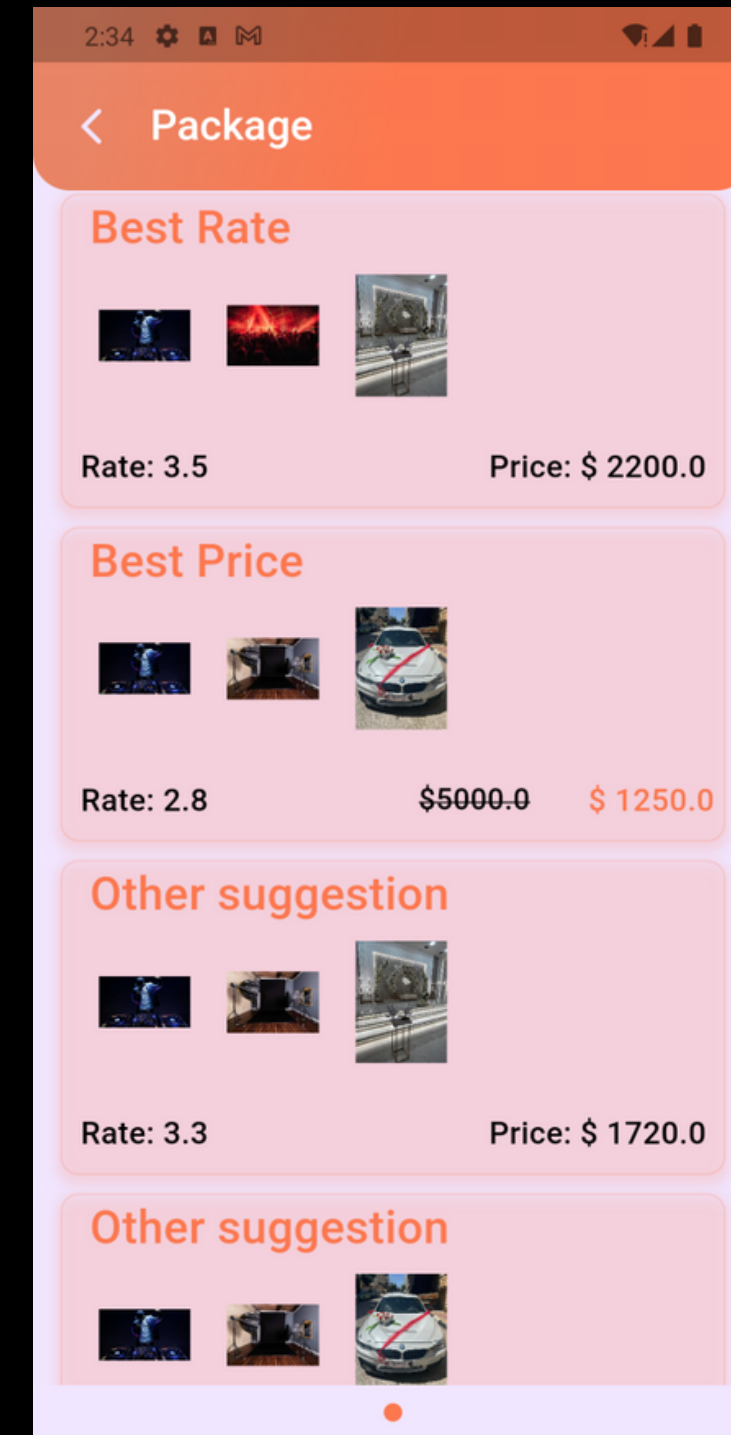 2:34
Package
Best Rate
Rate: 3.5 Price: $ 2200.0
Best Price
Rate: 2.8 $5000.0 $ 1250.0
Other suggestion
Rate: 3.3 Price: $ 1720.0
Other suggestion